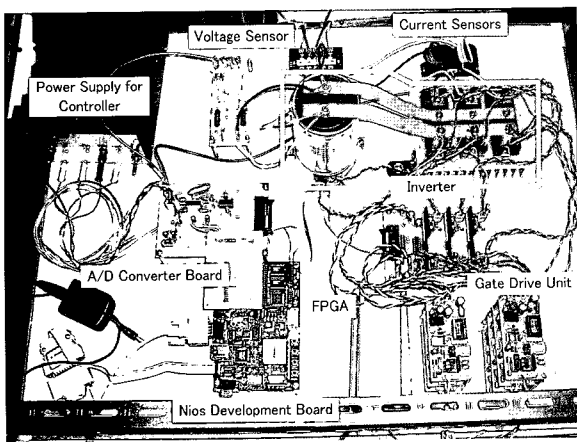 Voltage Sensor
Current Sensors
Power Supply for
Controller
Inverter
A/D Converter Board
FPGA
Gate Drive Unit
Nios Development Board